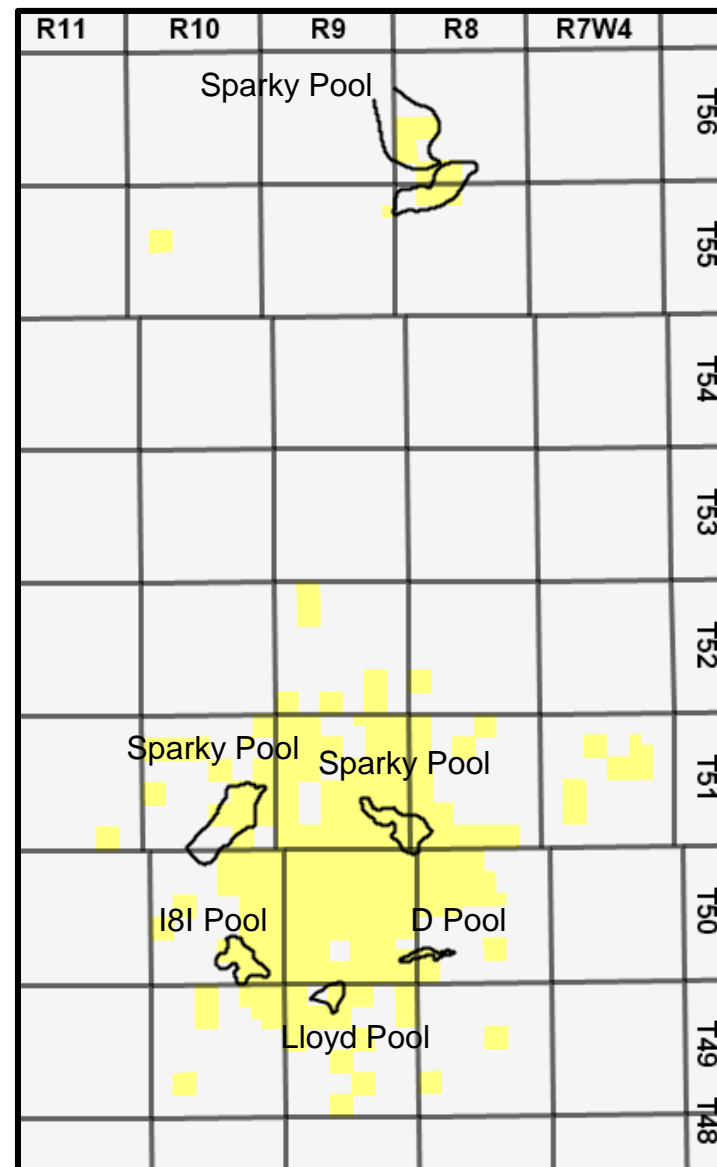 R11 R10 R9 R8 R7W4
Sparky Pool
T56
T55
T54
T53
T52
Sparky Pool
Sparky Pool
T51
I8I Pool
D Pool
T50
Lloyd Pool
T49
T48